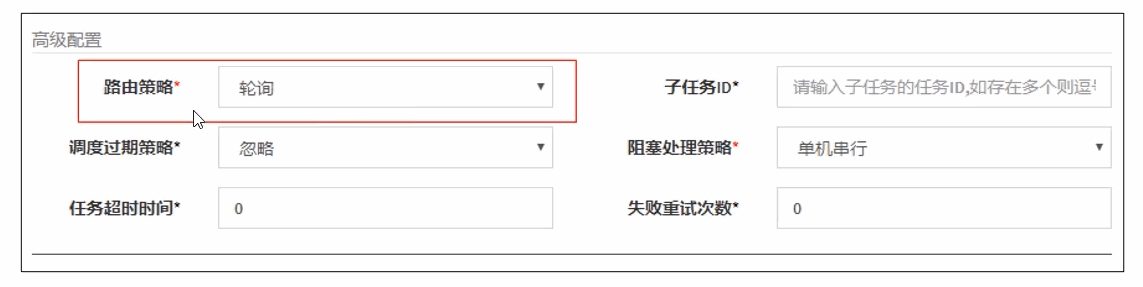 高级配置
路由策略* 轮询 子任务ID* 请输入子任务的任务ID,如存在多个则逗
调度过期策略* 忽略 阻塞处理策略* 单机串行
任务超时时间* 0 失败重试次数* 0